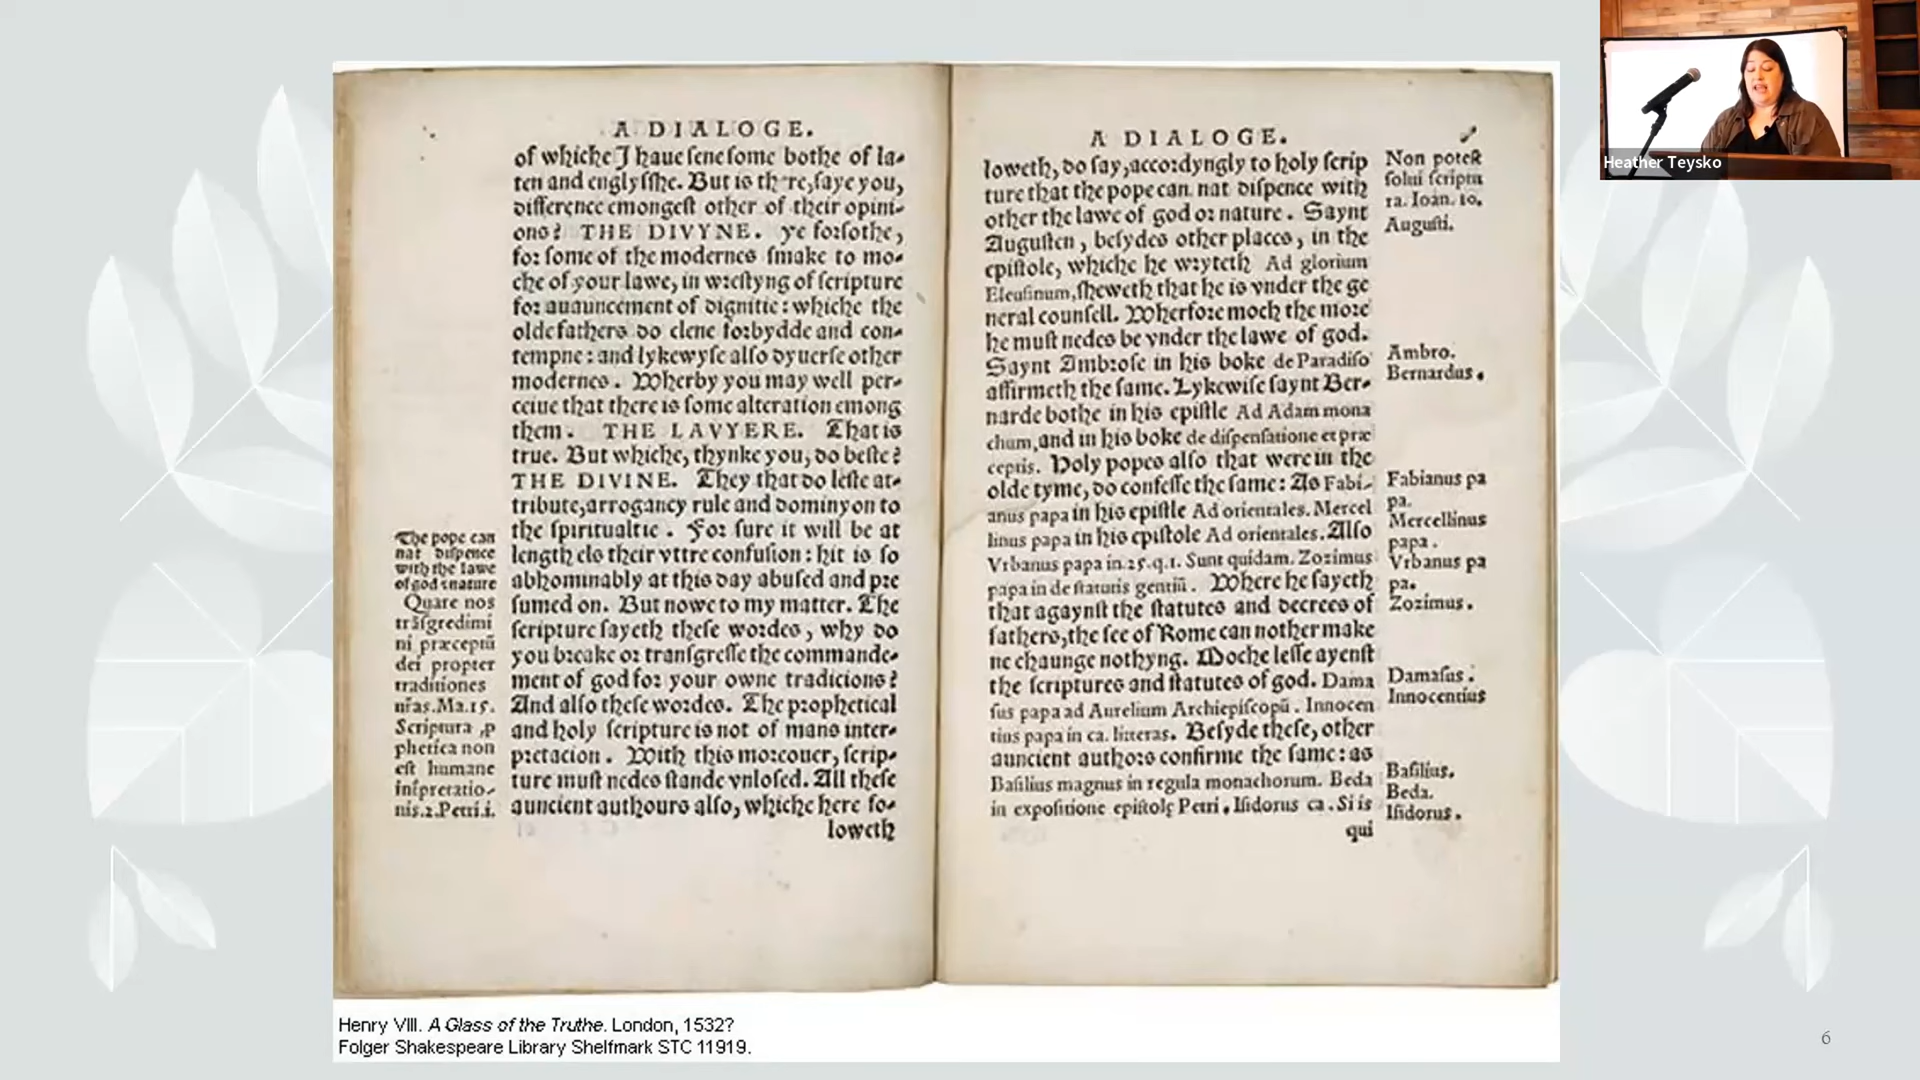 A DIALOGE.
of whiche J haue ſene ſome bothe of la-
ten and englyſſhe. But is there, ſaye you,
difference emongeſt other of their opini-
ons? THE DIVYNE. ye forſothe,
for ſome of the modernes ſmake to mo-
che of your lawe, in wreſtyng of ſcripture
for auauncement of dignitie: whiche the
olde fathers do clene forbydde and con-
tempne: and lykewyſe alſo dyuerſe other
modernes. Wherby you may well per-
ceiue that there is ſome alteration emong
them. THE LAVYERE. That is
true. But whiche, thynke you, do beſte?
THE DIVINE. They that do leſte at-
tribute, arrogancy rule and dominyon to
the ſpiritualtie. For ſure it will be at
length els their vttre confuſion: hit is ſo
abhominably at this day abuſed and pre
ſumed on. But nowe to my matter. The
ſcripture ſayeth theſe wordes, why do
you breake or tranſgreſſe the commande-
ment of god for your owne tradicions?
And alſo theſe wordes. The prophetical
and holy ſcripture is not of mans inter-
pretacion. With this moreouer, ſcrip-
ture muſt nedes ſtande vnloſed. All theſe
auncient authours alſo, whiche here fo-
loweth
The pope can
nat diſpence
with the lawe
of god & nature
Quare nos
trãſgredimi
ni præceptũ
dei propter
traditiones
nr̃as. Ma. 15.
Scriptura ,p
phetica non
eſt humane
inſpretatio-
nis. 2. Petri. i.
A DIALOGE.
loweth, do ſay, accordyngly to holy ſcrip
ture that the pope can nat diſpence with
other the lawe of god or nature. Saynt
Auguſten, beſydes other places, in the
epiſtole, whiche he wryteth Ad glorium
Eleuſinum, ſheweth that he is vnder the ge
neral counſell. Wherfore moch the more
he muſt nedes be vnder the lawe of god.
Saynt Ambroſe in his boke de Paradiſo
affirmeth the ſame. Lykewiſe ſaynt Ber-
narde bothe in his epiſtle Ad Adam mona
chum, and in his boke de diſpenſatione et præ
ceptis. Holy popes alſo that were in the
olde tyme, do confeſſe the ſame: As Fabi-
anus papa in his epiſtle Ad orientales. Mercel
linus papa in his epiſtole Ad orientales. Alſo
Vrbanus papa in 25. q. 1. Sunt quidam. Zozimus
papa in de ſtatutis gentiũ. Where he ſayeth
that agaynſt the ſtatutes and decrees of
fathers, the ſee of Rome can nother make
ne chaunge nothyng. Moche leſſe ayenſt
the ſcriptures and ſtatutes of god. Dama
ſus papa ad Aurelium Archiepiſcopũ. Innocen
tius papa in ca. litteras. Beſyde theſe, other
auncient authors confirme the ſame: as
Baſilius magnus in regula monachorum. Beda
in expoſitione epiſtolę Petri. Iſidorus ca. Si is
qui
Non poteſt
ſolui ſcriptu
ra. Ioan. 10.
Auguſti.
Ambro.
Bernardus.
Fabianus pa
pa.
Mercellinus
papa.
Vrbanus pa
pa.
Zozimus.
Damaſus.
Innocentius
Baſilius.
Beda.
Iſidorus.
Henry VIII. A Glass of the Truthe. London, 1532?
Folger Shakespeare Library Shelfmark STC 11919.
Heather Teysko
6